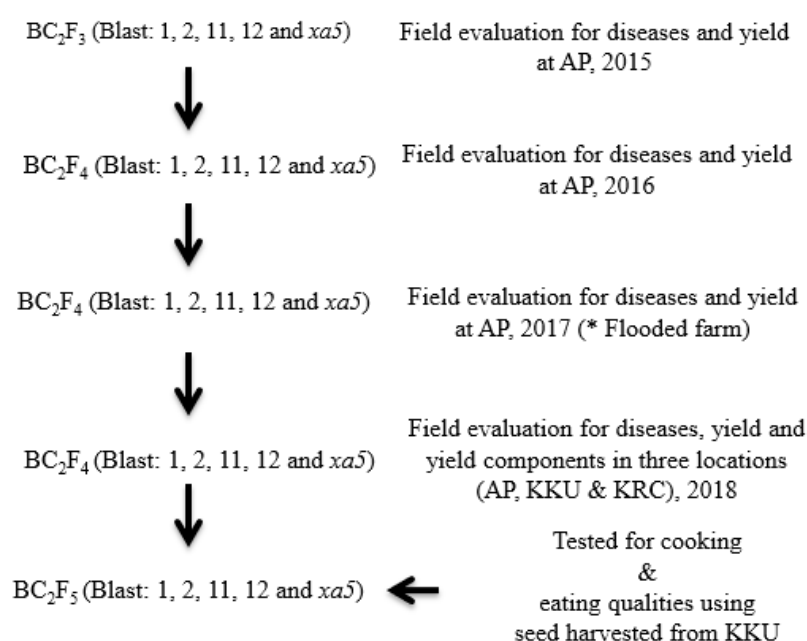 BC₂F₃ (Blast: 1, 2, 11, 12 and xa5)
Field evaluation for diseases and yield
at AP, 2015
BC₂F₄ (Blast: 1, 2, 11, 12 and xa5)
Field evaluation for diseases and yield
at AP, 2016
BC₂F₄ (Blast: 1, 2, 11, 12 and xa5)
Field evaluation for diseases and yield
at AP, 2017 (* Flooded farm)
BC₂F₄ (Blast: 1, 2, 11, 12 and xa5)
Field evaluation for diseases, yield and
yield components in three locations
(AP, KKU & KRC), 2018
BC₂F₅ (Blast: 1, 2, 11, 12 and xa5)
Tested for cooking
&
eating qualities using
seed harvested from KKU